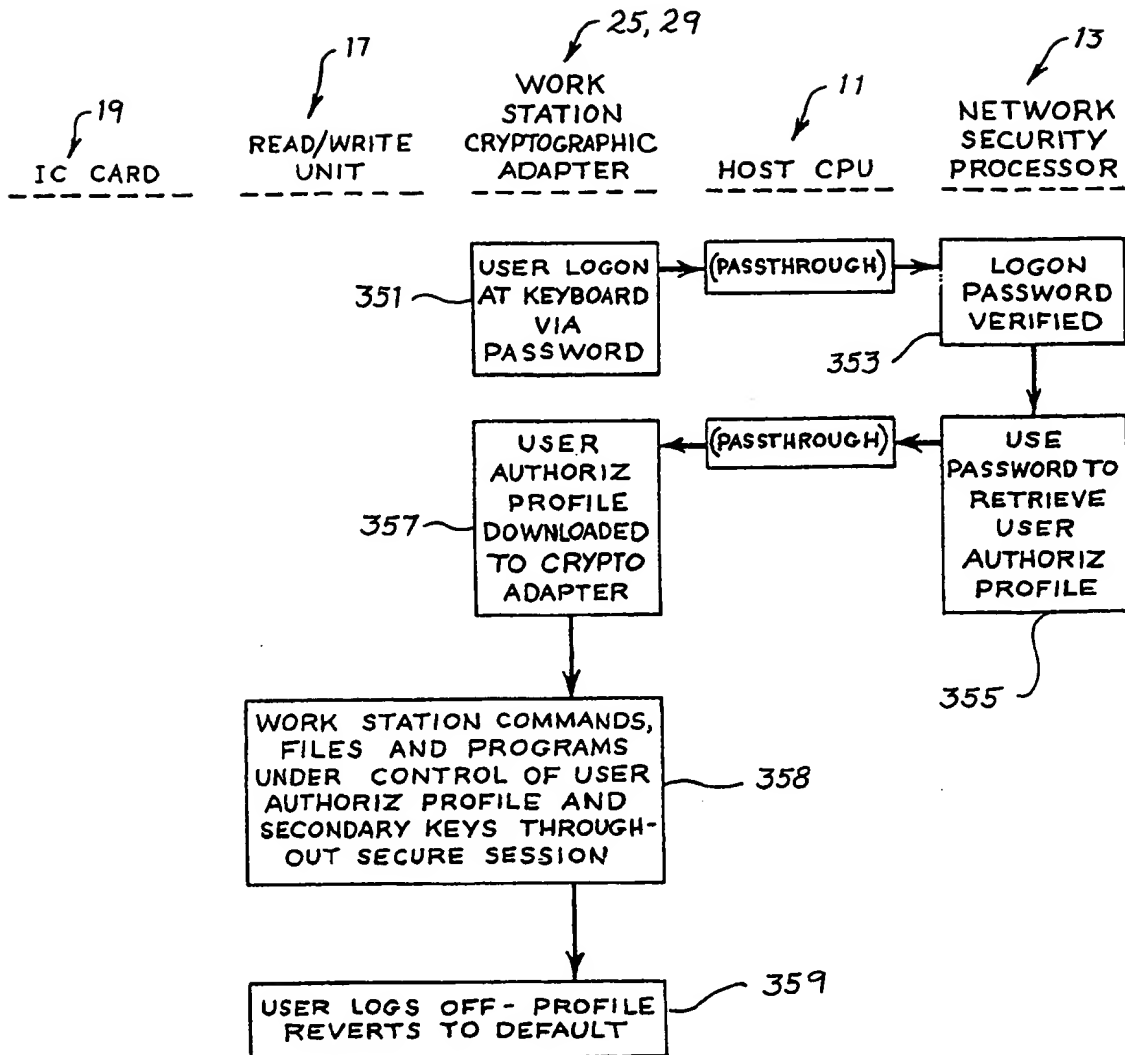 19
IC CARD
17
READ/WRITE
UNIT
25, 29
WORK
STATION
CRYPTOGRAPHIC
ADAPTER
11
HOST CPU
13
NETWORK
SECURITY
PROCESSOR
351
USER LOGON
AT KEYBOARD
VIA
PASSWORD
(PASSTHROUGH)
LOGON
PASSWORD
VERIFIED
353
357
USER
AUTHORIZ
PROFILE
DOWNLOADED
TO CRYPTO
ADAPTER
(PASSTHROUGH)
USE
PASSWORD TO
RETRIEVE
USER
AUTHORIZ
PROFILE
355
WORK STATION COMMANDS,
FILES AND PROGRAMS
UNDER CONTROL OF USER
AUTHORIZ PROFILE AND
SECONDARY KEYS THROUGH-
OUT SECURE SESSION
358
USER LOGS OFF - PROFILE
REVERTS TO DEFAULT
359